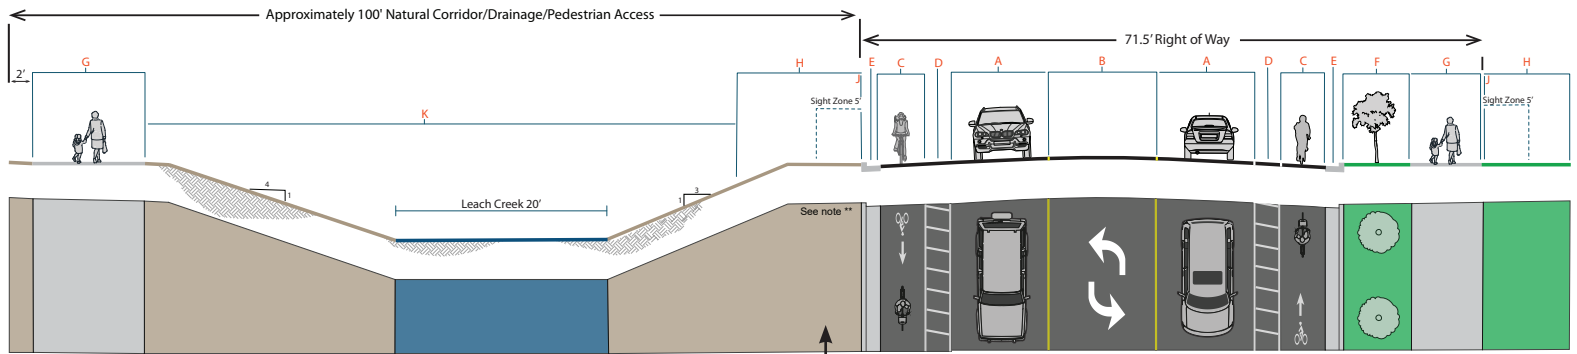 Approximately 100' Natural Corridor/Drainage/Pedestrian Access
71.5' Right of Way
2'
G
K
H
J
E
C
D
A
B
A
D
C
E
F
G
J
H
Sight Zone 5'
Sight Zone 5'
4
1
3
1
Leach Creek 20'
See note **